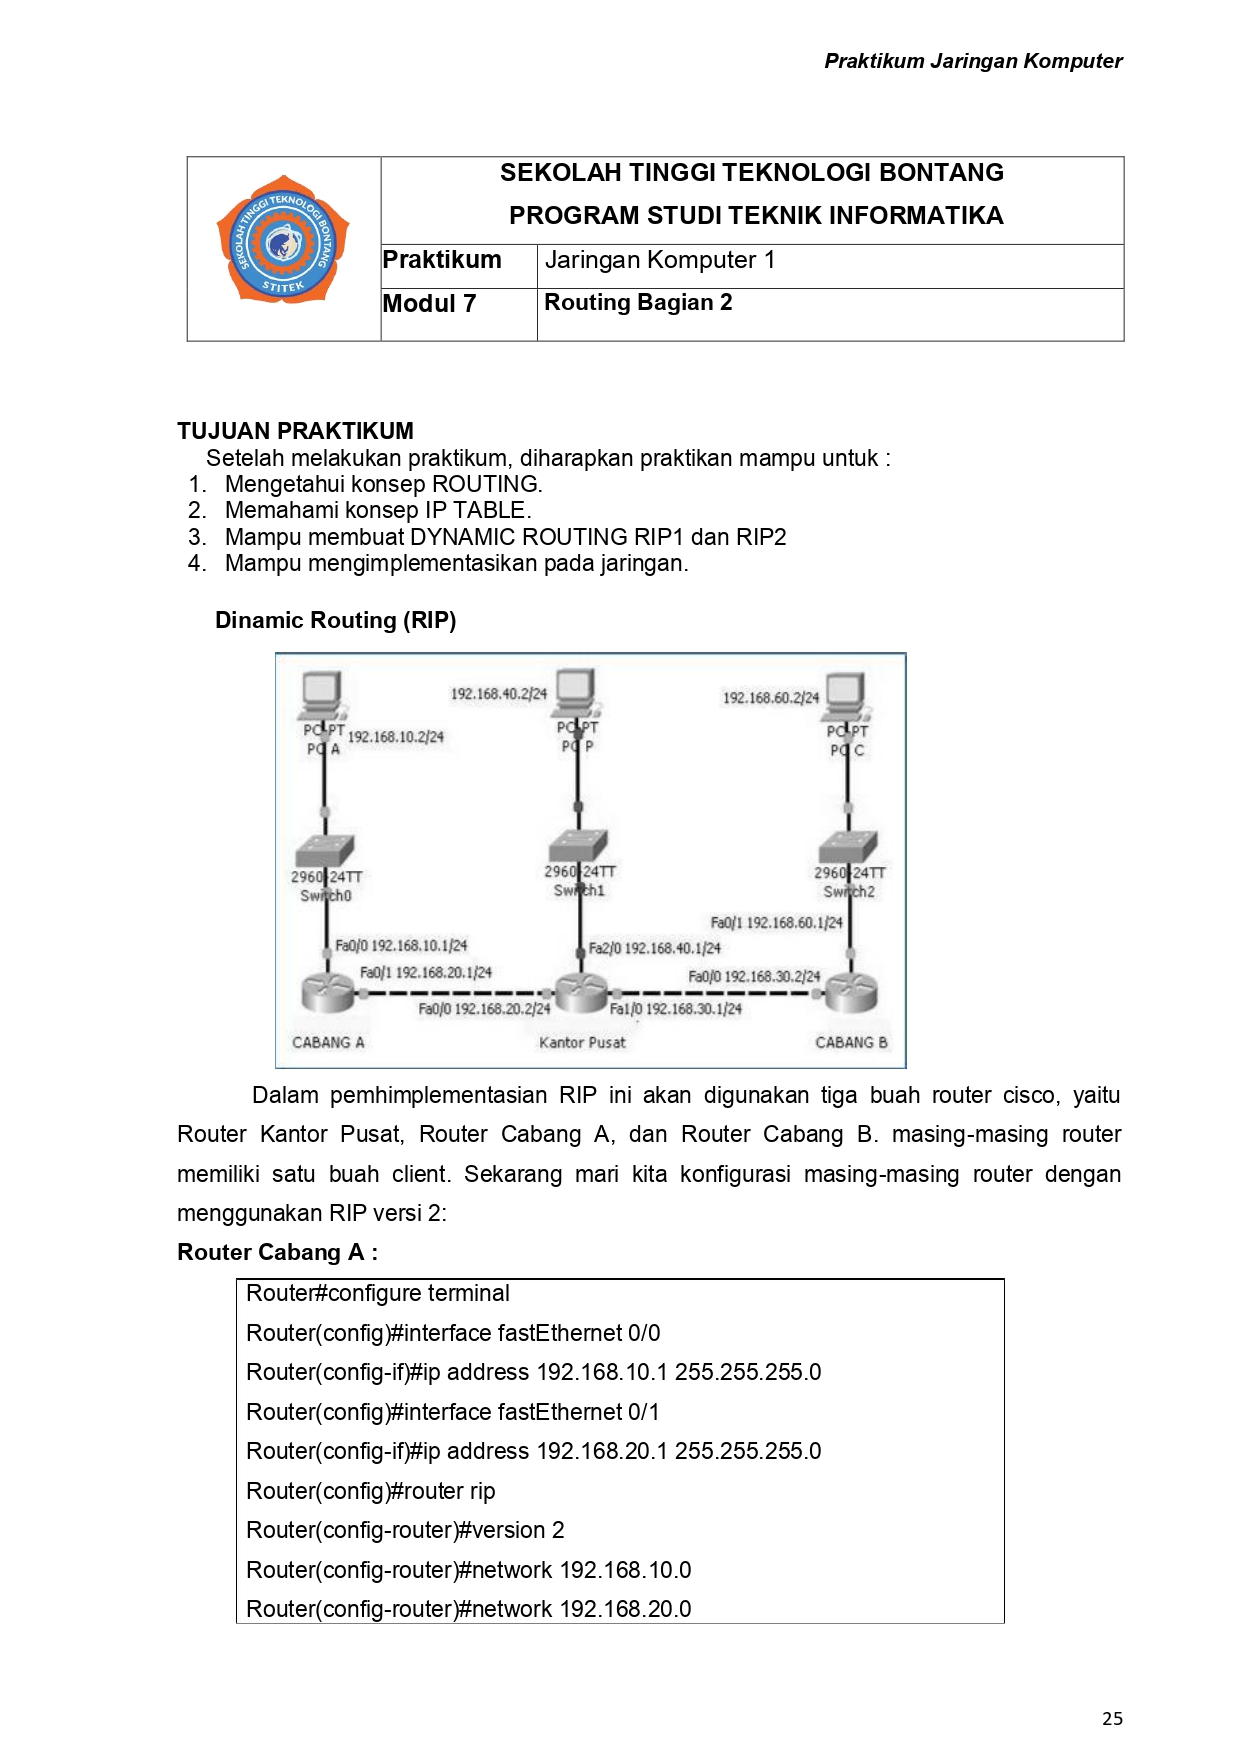 Praktikum Jaringan Komputer
SEKOLAH TINGGI TEKNOLOGI BONTANG
STITEK
SEKOLAH TINGGI TEKNOLOGI BONTANG
PROGRAM STUDI TEKNIK INFORMATIKA
Praktikum Jaringan Komputer 1
Modul 7 Routing Bagian 2
TUJUAN PRAKTIKUM
Setelah melakukan praktikum, diharapkan praktikan mampu untuk :
1. Mengetahui konsep ROUTING.
2. Memahami konsep IP TABLE.
3. Mampu membuat DYNAMIC ROUTING RIP1 dan RIP2
4. Mampu mengimplementasikan pada jaringan.
Dinamic Routing (RIP)
192.168.40.2/24 192.168.60.2/24
PC-PT 192.168.10.2/24 PC-PT PC-PT
PC A PC P PC C
2960-24TT 2960-24TT 2960-24TT
Switch0 Switch1 Switch2
Fa0/1 192.168.60.1/24
Fa0/0 192.168.10.1/24 Fa2/0 192.168.40.1/24
Fa0/1 192.168.20.1/24 Fa0/0 192.168.30.2/24
Fa0/0 192.168.20.2/24 Fa1/0 192.168.30.1/24
CABANG A Kantor Pusat CABANG B
Dalam pemhimplementasian RIP ini akan digunakan tiga buah router cisco, yaitu
Router Kantor Pusat, Router Cabang A, dan Router Cabang B. masing-masing router
memiliki satu buah client. Sekarang mari kita konfigurasi masing-masing router dengan
menggunakan RIP versi 2:
Router Cabang A :
Router#configure terminal
Router(config)#interface fastEthernet 0/0
Router(config-if)#ip address 192.168.10.1 255.255.255.0
Router(config)#interface fastEthernet 0/1
Router(config-if)#ip address 192.168.20.1 255.255.255.0
Router(config)#router rip
Router(config-router)#version 2
Router(config-router)#network 192.168.10.0
Router(config-router)#network 192.168.20.0
25